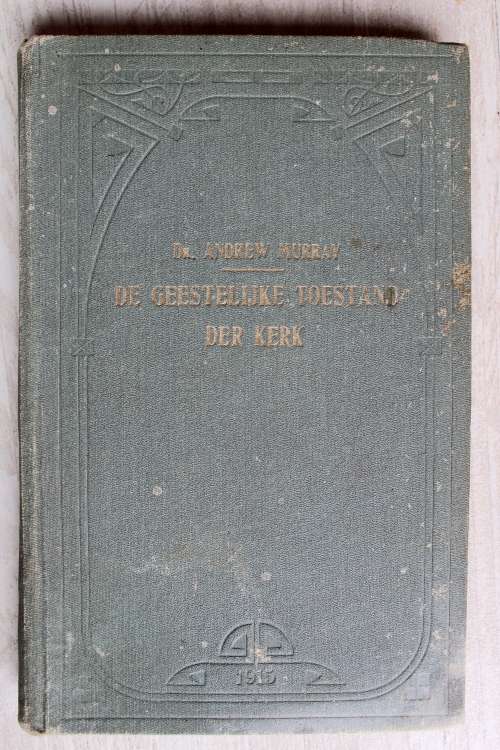 DR. ANDREW MURRAY
DE GEESTELIJKE TOESTAND
DER KERK
1915